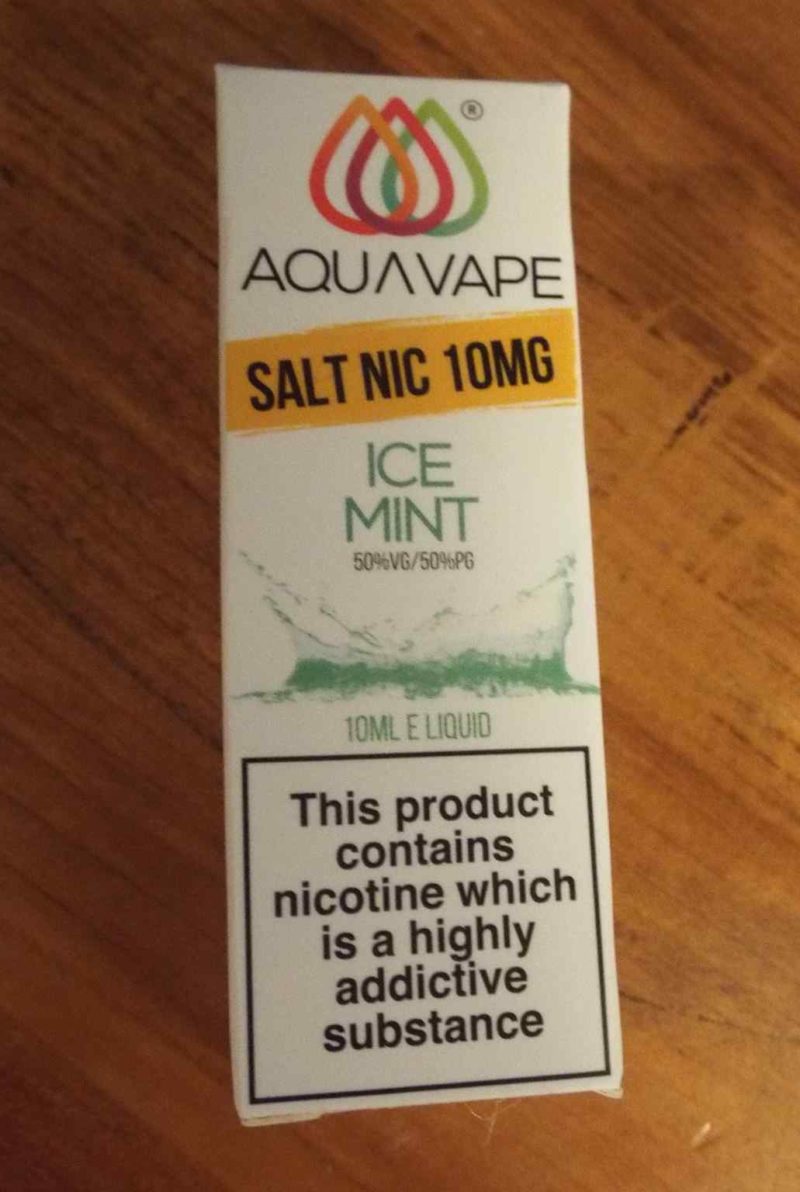 ®
AQUAVAPE
SALT NIC 10MG
ICE
MINT
50%VG/50%PG
10ML E LIQUID
This product
contains
nicotine which
is a highly
addictive
substance